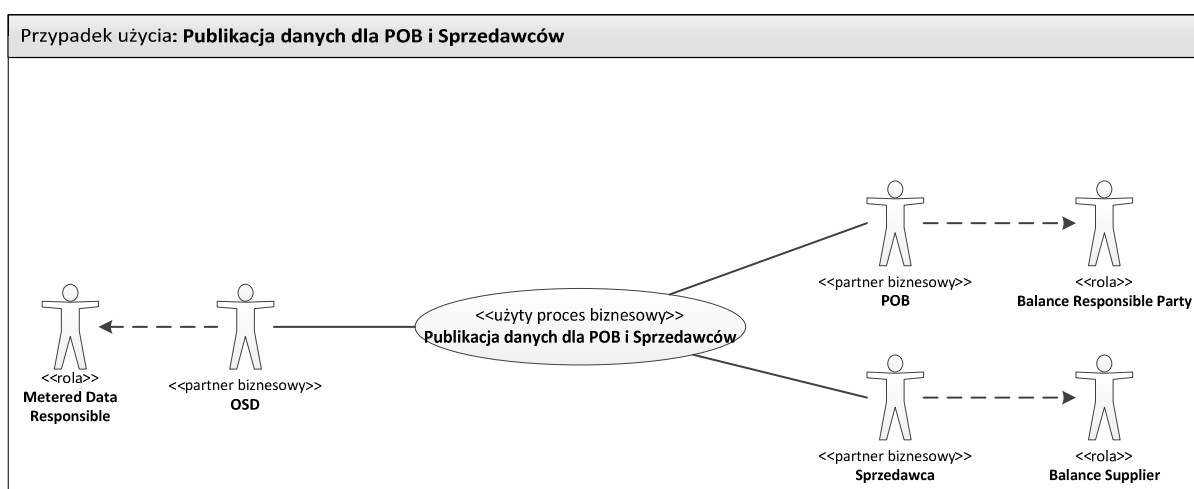 Przypadek użycia: Publikacja danych dla POB i Sprzedawców
<<partner biznesowy>>
POB
<<rola>>
Balance Responsible Party
<<użyty proces biznesowy>>
Publikacja danych dla POB i Sprzedawców
<<rola>>
Metered Data
Responsible
<<partner biznesowy>>
OSD
<<partner biznesowy>>
Sprzedawca
<<rola>>
Balance Supplier